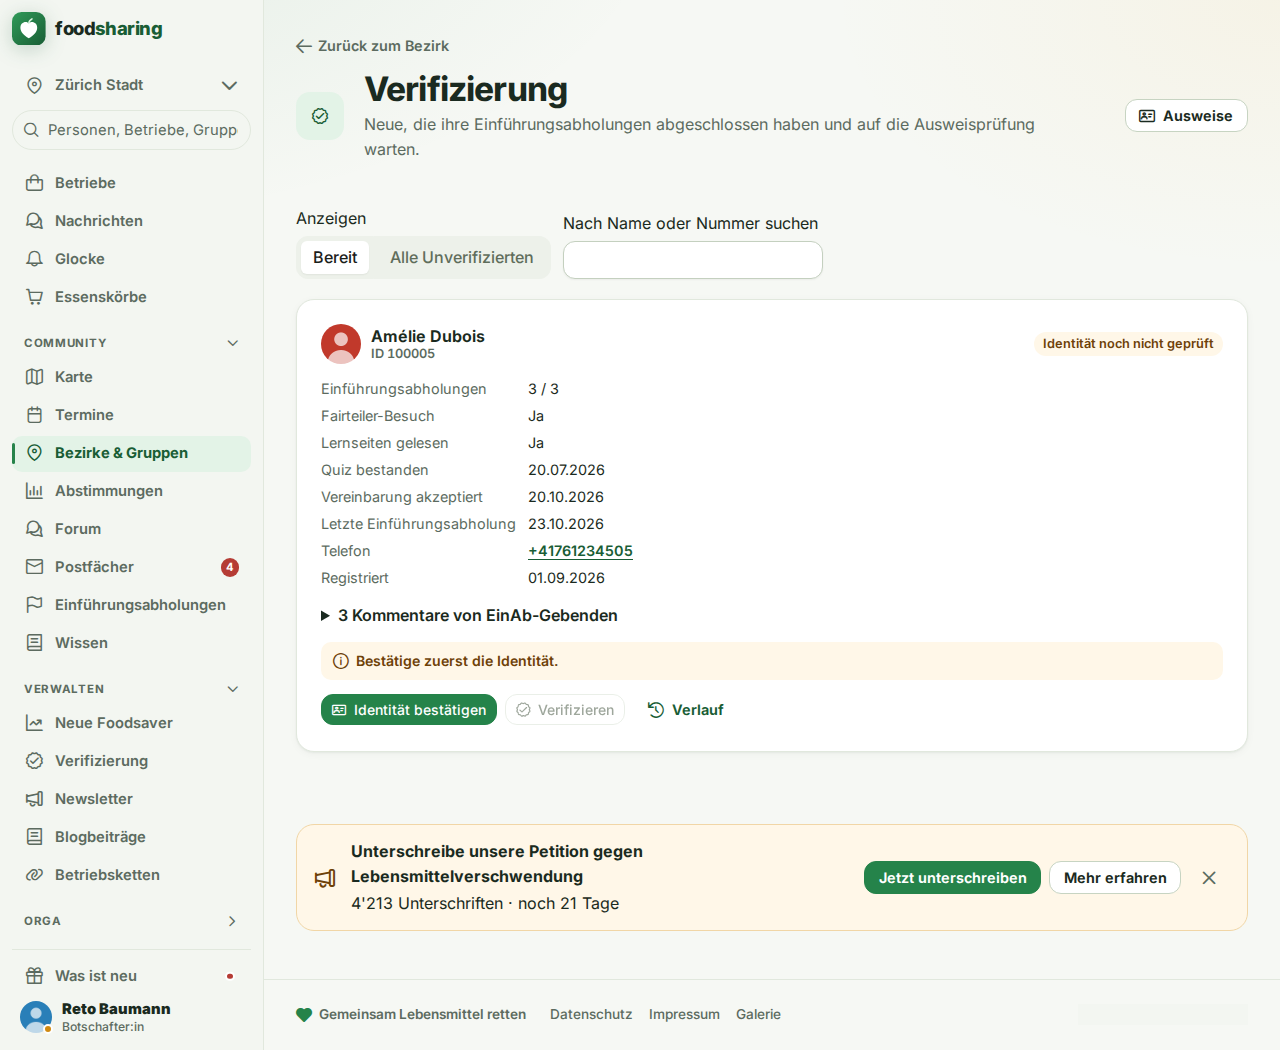 foodsharing
Zürich Stadt
Personen, Betriebe, Grupp
Betriebe
Nachrichten
Glocke
Essenskörbe
COMMUNITY
Karte
Termine
Bezirke & Gruppen
Abstimmungen
Forum
Postfächer 4
Einführungsabholungen
Wissen
VERWALTEN
Neue Foodsaver
Verifizierung
Newsletter
Blogbeiträge
Betriebsketten
ORGA
Was ist neu
Reto Baumann
Botschafter:in
Zurück zum Bezirk
Verifizierung
Neue, die ihre Einführungsabholungen abgeschlossen haben und auf die Ausweisprüfung
warten.
Ausweise
Anzeigen
Bereit Alle Unverifizierten
Nach Name oder Nummer suchen
Amélie Dubois
ID 100005
Identität noch nicht geprüft
Einführungsabholungen 3 / 3
Fairteiler-Besuch Ja
Lernseiten gelesen Ja
Quiz bestanden 20.07.2026
Vereinbarung akzeptiert 20.10.2026
Letzte Einführungsabholung 23.10.2026
Telefon +41761234505
Registriert 01.09.2026
3 Kommentare von EinAb-Gebenden
Bestätige zuerst die Identität.
Identität bestätigen Verifizieren Verlauf
Unterschreibe unsere Petition gegen
Lebensmittelverschwendung
4'213 Unterschriften · noch 21 Tage
Jetzt unterschreiben Mehr erfahren
Gemeinsam Lebensmittel retten Datenschutz Impressum Galerie